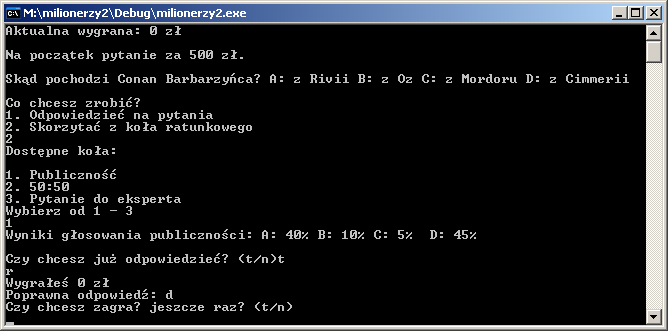 M:\milionerzy2\Debug\milionerzy2.exe
Aktualna wygrana: 0 zł
Na początek pytanie za 500 zł.
Skąd pochodzi Conan Barbarzyńca? A: z Rivii B: z Oz C: z Mordoru D: z Cimmerii
Co chcesz zrobić?
1. Odpowiedzieć na pytania
2. Skorzytać z koła ratunkowego
2
Dostępne koła:
1. Publiczność
2. 50:50
3. Pytanie do eksperta
Wybierz od 1 - 3
1
Wyniki głosowania publiczności: A: 40% B: 10% C: 5%  D: 45%
Czy chcesz już odpowiedzieć? (t/n)t
r
Wygrałeś 0 zł
Poprawna odpowiedź: d
Czy chcesz zagra? jeszcze raz? (t/n)